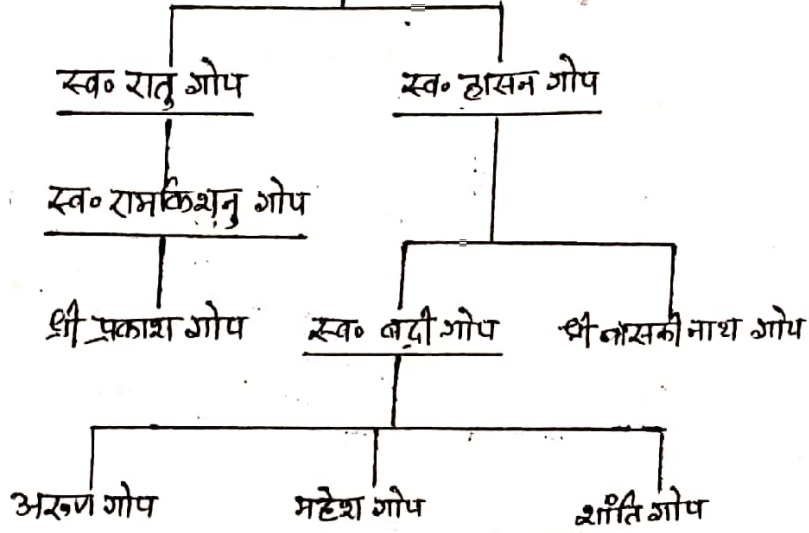 स्व० रातु गोप
स्व० हासन गोप
स्व० रामकिशनु गोप
श्री प्रकाश गोप
स्व० बद्री गोप
श्री बासकी नाथ गोप
अरूण गोप
महेश गोप
शांति गोप